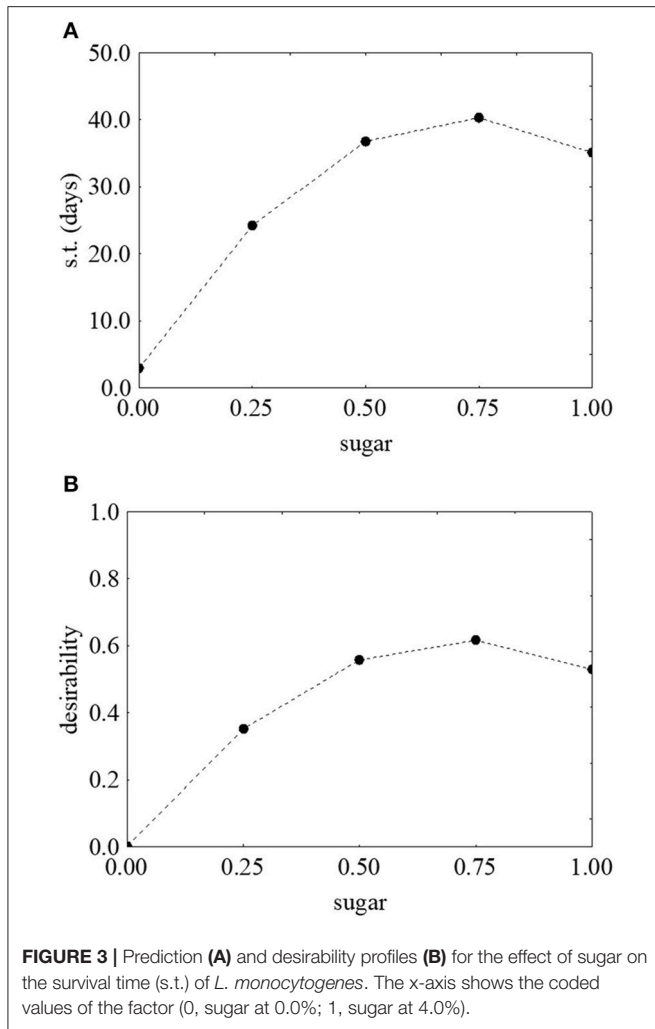 A
50.0
40.0
30.0
20.0
10.0
0.0
s.t. (days)
0.00 0.25 0.50 0.75 1.00
sugar
B
1.0
0.8
0.6
0.4
0.2
0.0
desirability
0.00 0.25 0.50 0.75 1.00
sugar
FIGURE 3 | Prediction (A) and desirability profiles (B) for the effect of sugar on
the survival time (s.t.) of L. monocytogenes. The x-axis shows the coded
values of the factor (0, sugar at 0.0%; 1, sugar at 4.0%).